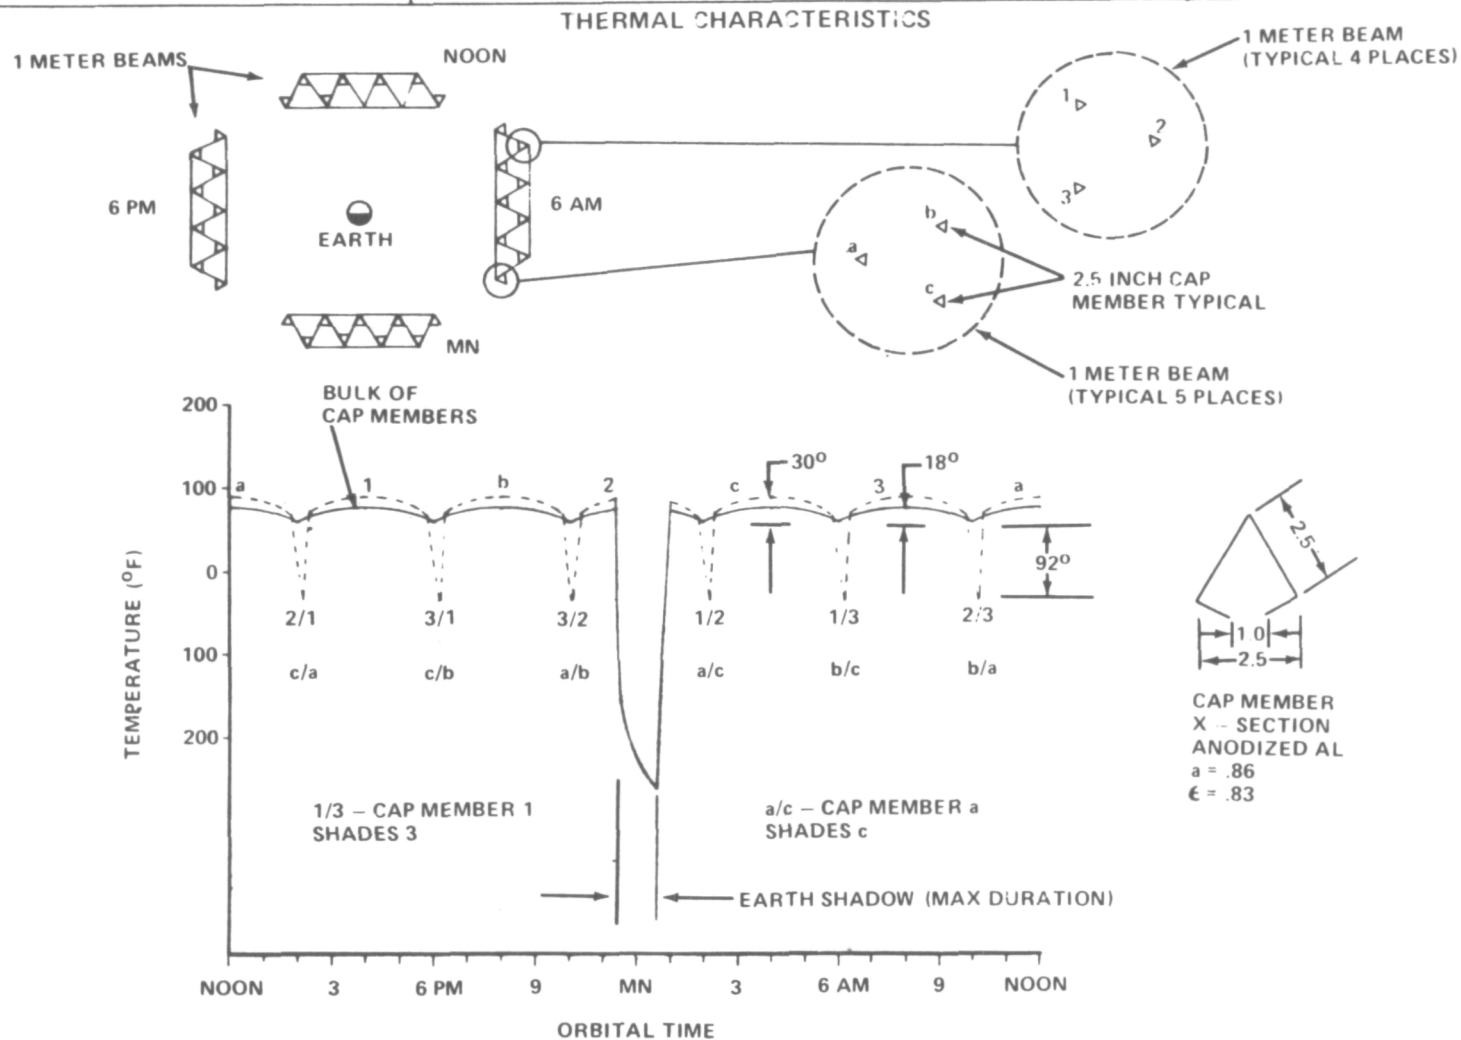 THERMAL CHARACTERISTICS
1 METER BEAMS
NOON
1 METER BEAM
(TYPICAL 4 PLACES)
1
2
3
6 PM
EARTH
6 AM
b
a
c
2.5 INCH CAP
MEMBER TYPICAL
MN
1 METER BEAM
(TYPICAL 5 PLACES)
BULK OF
CAP MEMBERS
200
100
0
100
200
TEMPERATURE (°F)
a
1
b
2
c
3
a
30°
18°
92°
2/1
3/1
3/2
1/2
1/3
2/3
c/a
c/b
a/b
a/c
b/c
b/a
2.5
1.0
2.5
CAP MEMBER
X – SECTION
ANODIZED AL
a = .86
ϵ = .83
1/3 – CAP MEMBER 1
SHADES 3
a/c – CAP MEMBER a
SHADES c
EARTH SHADOW (MAX DURATION)
NOON
3
6 PM
9
MN
3
6 AM
9
NOON
ORBITAL TIME